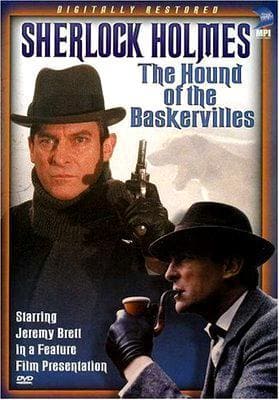 DIGITALLY RESTORED
MPI
SHERLOCK HOLMES
The Hound
of the
Baskervilles
Starring
Jeremy Brett
In a Feature
Film Presentation
DVD